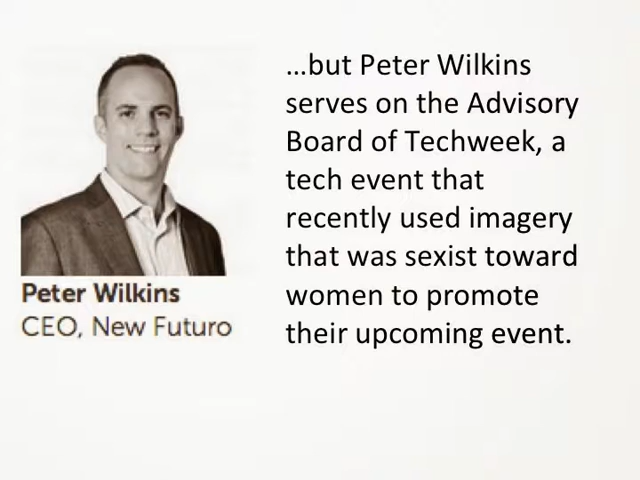 …but Peter Wilkins
serves on the Advisory
Board of Techweek, a
tech event that
recently used imagery
that was sexist toward
women to promote
their upcoming event.
Peter Wilkins
CEO, New Futuro